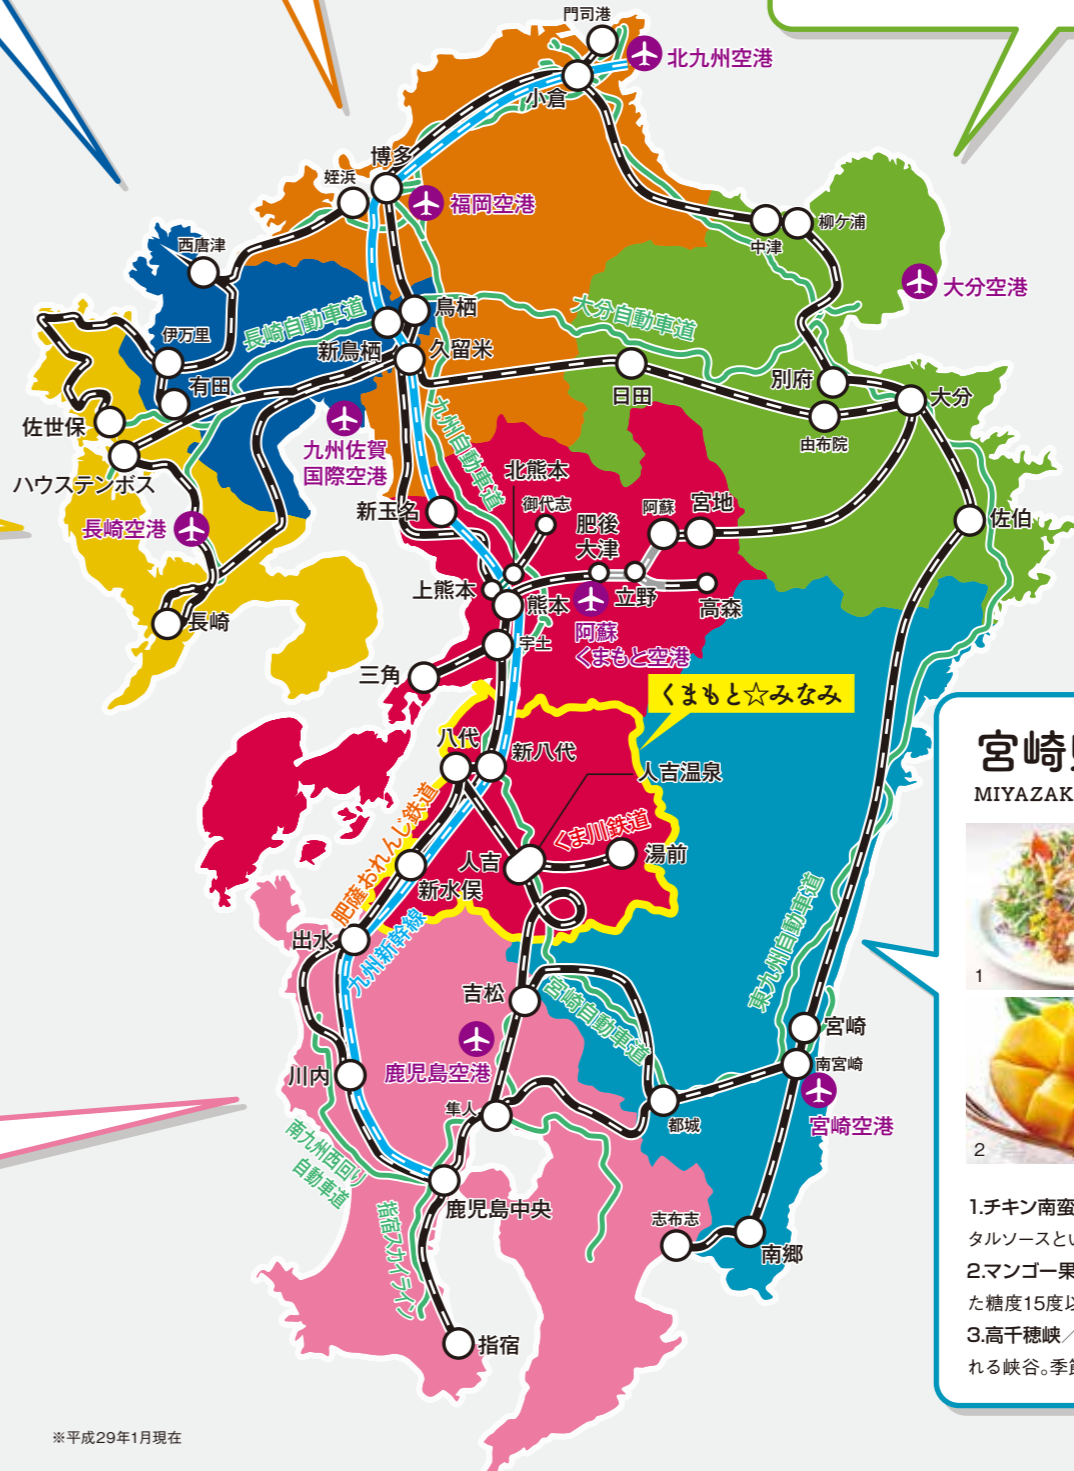 門司港
北九州空港
小倉
博多
姪浜
福岡空港
中津
柳ケ浦
西唐津
大分空港
長崎自動車道
鳥栖
大分自動車道
伊万里
新鳥栖
久留米
有田
日田
別府
大分
佐世保
由布院
九州佐賀
国際空港
九州自動車道
ハウステンボス
北熊本
新玉名
御代志
肥後
大津
阿蘇
宮地
佐伯
長崎空港
上熊本
熊本
立野
高森
長崎
阿蘇
くまもと空港
宇土
三角
くまもと☆みなみ
八代
新八代
人吉温泉
肥薩おれんじ鉄道
くま川鉄道
人吉
湯前
新水俣
出水
九州新幹線
東九州自動車道
吉松
宮崎自動車道
宮崎
南宮崎
鹿児島空港
川内
隼人
都城
宮崎空港
南九州西回り
自動車道
鹿児島中央
指宿スカイライン
志布志
南郷
指宿
※平成29年1月現在
宮崎
MIYAZAK
1
2
1.チキン南蛮
タルソースとい
2.マンゴー果
た糖度15度以
3.高千穂峡／
れる峡谷。季節